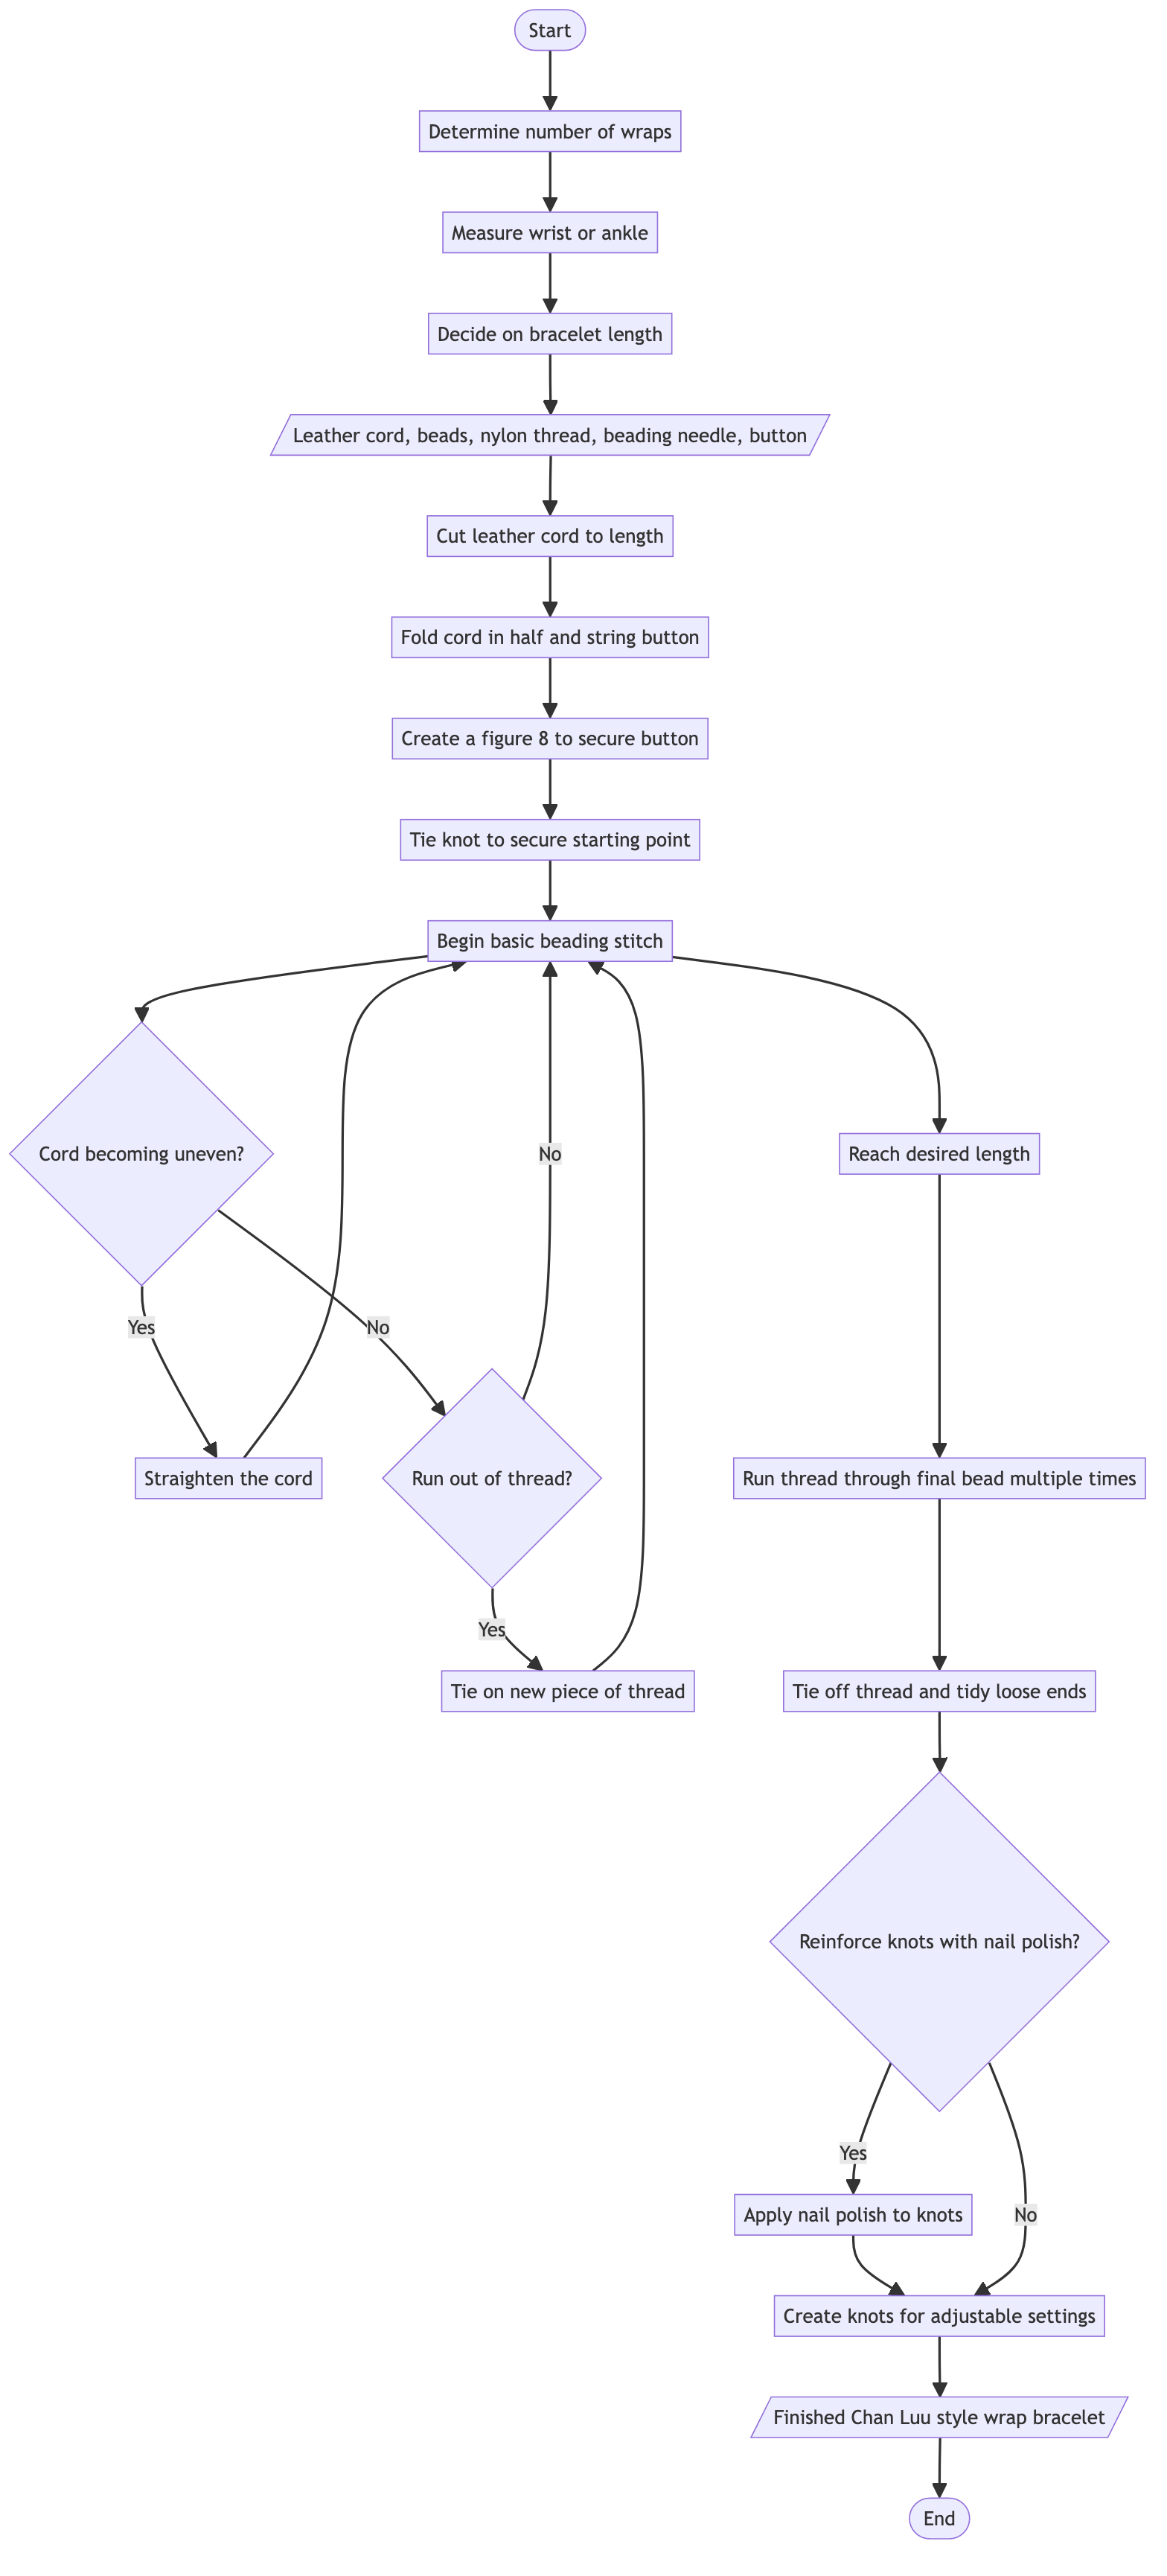 Start
Determine number of wraps
Measure wrist or ankle
Decide on bracelet length
Leather cord, beads, nylon thread, beading needle, button
Cut leather cord to length
Fold cord in half and string button
Create a figure 8 to secure button
Tie knot to secure starting point
Begin basic beading stitch
Cord becoming uneven?
No
Reach desired length
Yes
No
Straighten the cord
Run out of thread?
Run thread through final bead multiple times
Yes
Tie on new piece of thread
Tie off thread and tidy loose ends
Reinforce knots with nail polish?
Yes
Apply nail polish to knots
No
Create knots for adjustable settings
Finished Chan Luu style wrap bracelet
End